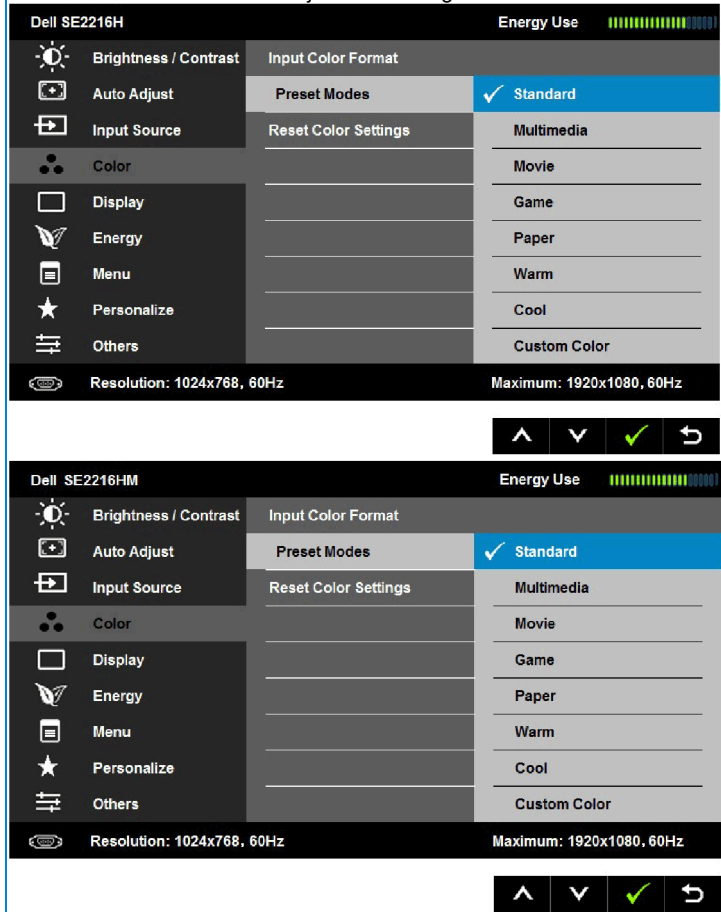 Dell SE2216H Energy Use
Brightness / Contrast Input Color Format
Auto Adjust Preset Modes Standard
Input Source Reset Color Settings Multimedia
Color Movie
Display Game
Energy Paper
Menu Warm
Personalize Cool
Others Custom Color
Resolution: 1024x768, 60Hz Maximum: 1920x1080, 60Hz
Dell SE2216HM Energy Use
Brightness / Contrast Input Color Format
Auto Adjust Preset Modes Standard
Input Source Reset Color Settings Multimedia
Color Movie
Display Game
Energy Paper
Menu Warm
Personalize Cool
Others Custom Color
Resolution: 1024x768, 60Hz Maximum: 1920x1080, 60Hz